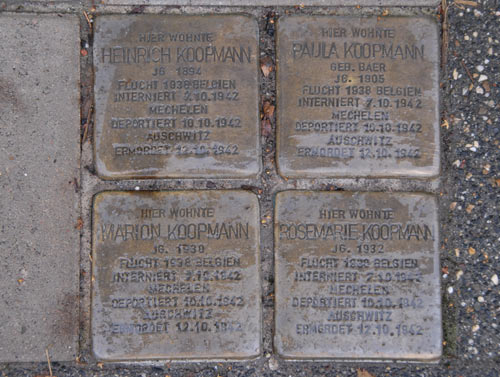 HIER WOHNTE
HEINRICH KOOPMANN
JG. 1894
FLUCHT 1938 BELGIEN
INTERNIERT 2.10.1942
MECHELEN
DEPORTIERT 10.10.1942
AUSCHWITZ
ERMORDET 12.10.1942
HIER WOHNTE
PAULA KOOPMANN
GEB. BAER
JG. 1905
FLUCHT 1938 BELGIEN
INTERNIERT 2.10.1942
MECHELEN
DEPORTIERT 10.10.1942
AUSCHWITZ
ERMORDET 12.10.1942
HIER WOHNTE
MARION KOOPMANN
JG. 1930
FLUCHT 1938 BELGIEN
INTERNIERT 2.10.1942
MECHELEN
DEPORTIERT 10.10.1942
AUSCHWITZ
ERMORDET 12.10.1942
HIER WOHNTE
ROSEMARIE KOOPMANN
JG. 1932
FLUCHT 1938 BELGIEN
INTERNIERT 2.10.1942
MECHELEN
DEPORTIERT 10.10.1942
AUSCHWITZ
ERMORDET 12.10.1942